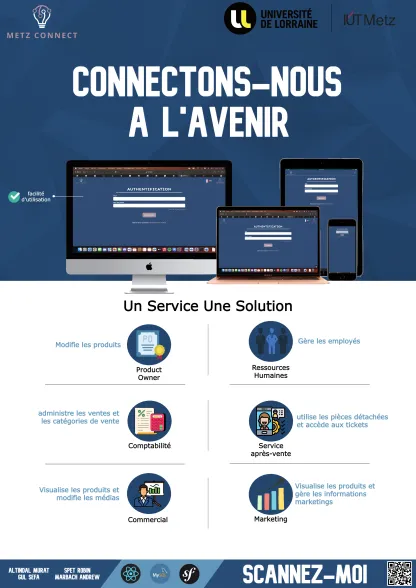 METZ CONNECT
UNIVERSITÉ
DE LORRAINE
IUT Metz
CONNECTONS-NOUS
A L'AVENIR
facilité
d'utilisation
AUTHENTIFICATION
AUTHENTIFICATION
AUTHENTIFICATION
Un Service Une Solution
Modifie les produits
PO
Product
Owner
Gère les employés
Ressources
Humaines
administre les ventes et
les catégories de vente
Comptabilité
utilise les pièces détachées
et accède aux tickets
Service
après-vente
Visualise les produits et
modifie les médias
Commercial
Visualise les produits et
gère les informations
marketings
Marketing
ALTINDAL MURAT
GUL SEFA
SPET ROBIN
MARBACH ANDREW
MySQL
sf
SCANNEZ-MOI